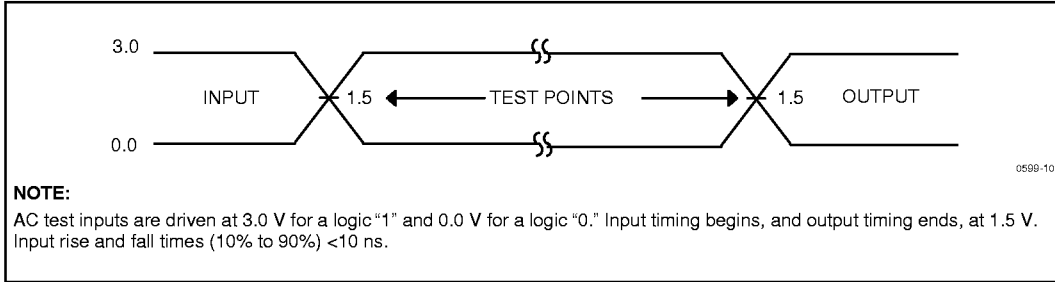 3.0
INPUT 1.5 TEST POINTS 1.5 OUTPUT
0.0
0599-10
NOTE:
AC test inputs are driven at 3.0 V for a logic “1” and 0.0 V for a logic “0.” Input timing begins, and output timing ends, at 1.5 V.
Input rise and fall times (10% to 90%) <10 ns.